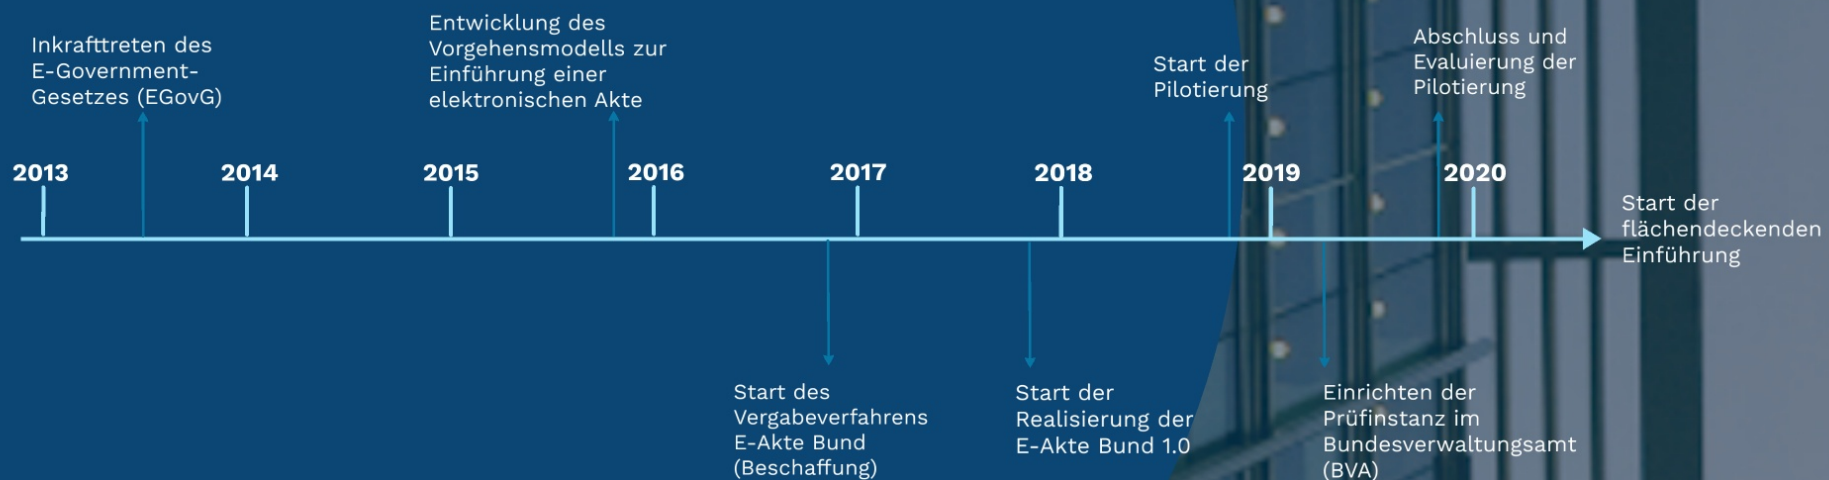 Inkrafttreten des
E-Government-
Gesetzes (EGovG)
Entwicklung des
Vorgehensmodells zur
Einführung einer
elektronischen Akte
Start der
Pilotierung
Abschluss und
Evaluierung der
Pilotierung
2013
2014
2015
2016
2017
2018
2019
2020
Start der
flächendeckenden
Einführung
Start des
Vergabeverfahrens
E-Akte Bund
(Beschaffung)
Start der
Realisierung der
E-Akte Bund 1.0
Einrichten der
Prüfinstanz im
Bundesverwaltungsamt
(BVA)